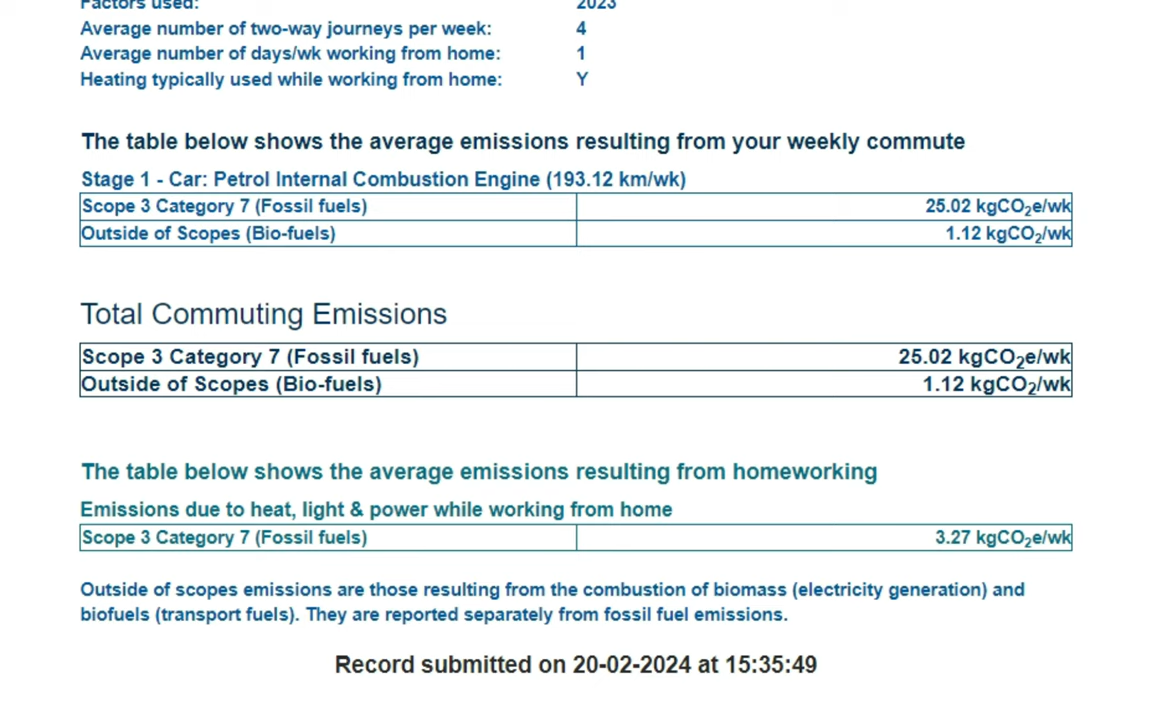 Factors used: 2023
Average number of two-way journeys per week: 4
Average number of days/wk working from home: 1
Heating typically used while working from home: Y
The table below shows the average emissions resulting from your weekly commute
Stage 1 - Car: Petrol Internal Combustion Engine (193.12 km/wk)
Scope 3 Category 7 (Fossil fuels) 25.02 kgCO₂e/wk
Outside of Scopes (Bio-fuels) 1.12 kgCO₂/wk
Total Commuting Emissions
Scope 3 Category 7 (Fossil fuels) 25.02 kgCO₂e/wk
Outside of Scopes (Bio-fuels) 1.12 kgCO₂/wk
The table below shows the average emissions resulting from homeworking
Emissions due to heat, light & power while working from home
Scope 3 Category 7 (Fossil fuels) 3.27 kgCO₂e/wk
Outside of scopes emissions are those resulting from the combustion of biomass (electricity generation) and
biofuels (transport fuels). They are reported separately from fossil fuel emissions.
Record submitted on 20-02-2024 at 15:35:49